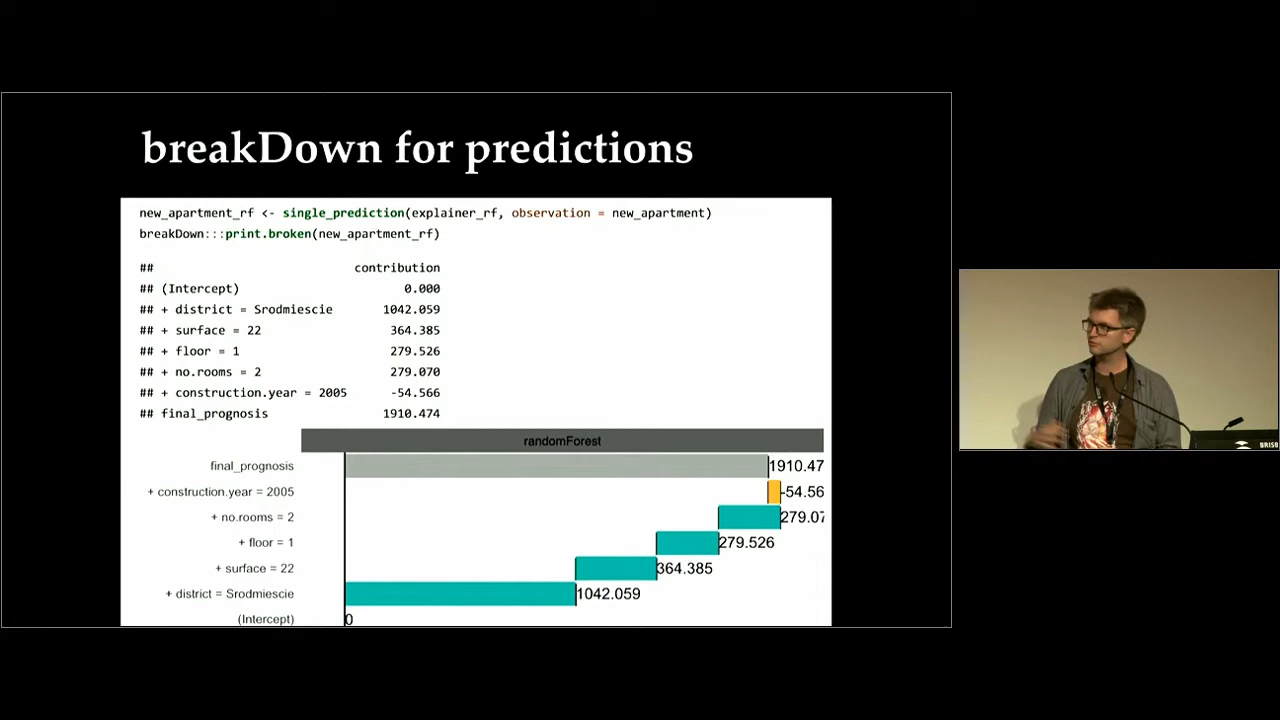 breakDown for predictions
new_apartment_rf <- single_prediction(explainer_rf, observation = new_apartment)
breakDown:::print.broken(new_apartment_rf)
## contribution
## (Intercept) 0.000
## + district = Srodmiescie 1042.059
## + surface = 22 364.385
## + floor = 1 279.526
## + no.rooms = 2 279.070
## + construction.year = 2005 -54.566
## final_prognosis 1910.474
randomForest
final_prognosis 1910.47
+ construction.year = 2005 -54.56
+ no.rooms = 2 279.07
+ floor = 1 279.526
+ surface = 22 364.385
+ district = Srodmiescie 1042.059
(Intercept) 0
BRISB